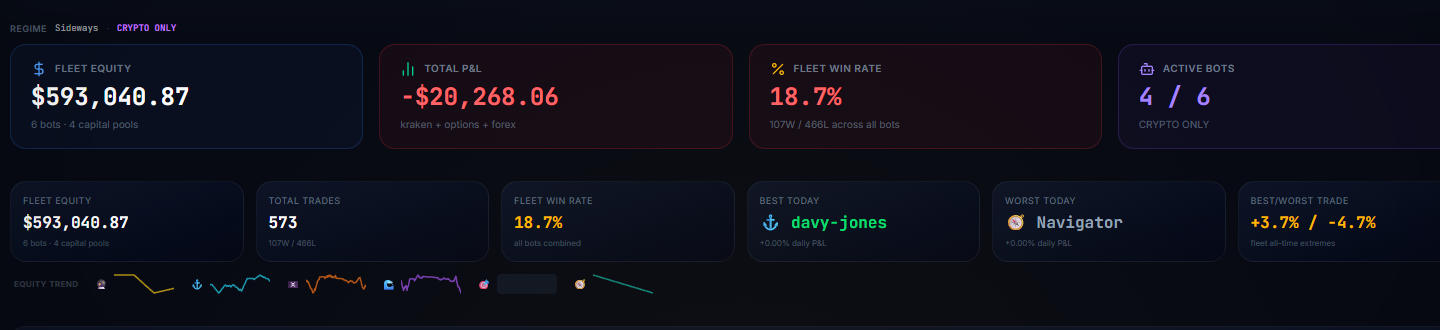 REGIME Sideways · CRYPTO ONLY
FLEET EQUITY
$593,040.87
6 bots · 4 capital pools
TOTAL P&L
-$20,268.06
kraken + options + forex
FLEET WIN RATE
18.7%
107W / 466L across all bots
ACTIVE BOTS
4 / 6
CRYPTO ONLY
FLEET EQUITY
$593,040.87
6 bots · 4 capital pools
TOTAL TRADES
573
107W / 466L
FLEET WIN RATE
18.7%
all bots combined
BEST TODAY
davy-jones
+0.00% daily P&L
WORST TODAY
Navigator
+0.00% daily P&L
BEST/WORST TRADE
+3.7% / -4.7%
fleet all-time extremes
EQUITY TREND